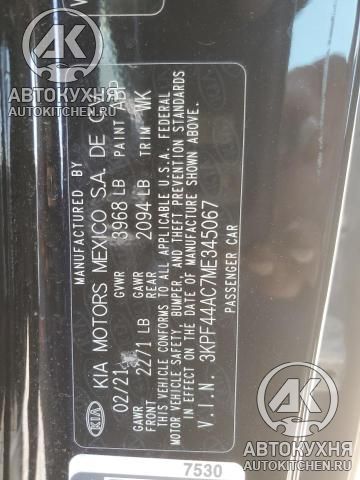 MANUFACTURED BY
KIA MOTORS MEXICO S.A. DE C.V.
02/21 GVWR 3968 LB PAINT ABP
GAWR FRONT 2271 LB GAWR REAR 2094 LB TRIM WK
THIS VEHICLE CONFORMS TO ALL APPLICABLE U.S.A. FEDERAL
MOTOR VEHICLE SAFETY, BUMPER, AND THEFT PREVENTION STANDARDS
IN EFFECT ON THE DATE OF MANUFACTURE SHOWN ABOVE.
V.I.N. 3KPF44AC7ME345067
PASSENGER CAR
KIA
7530
АВТОКУХНЯ
AUTOKITCHEN.RU
АВТОКУХНЯ
AUTOKITCHEN.RU